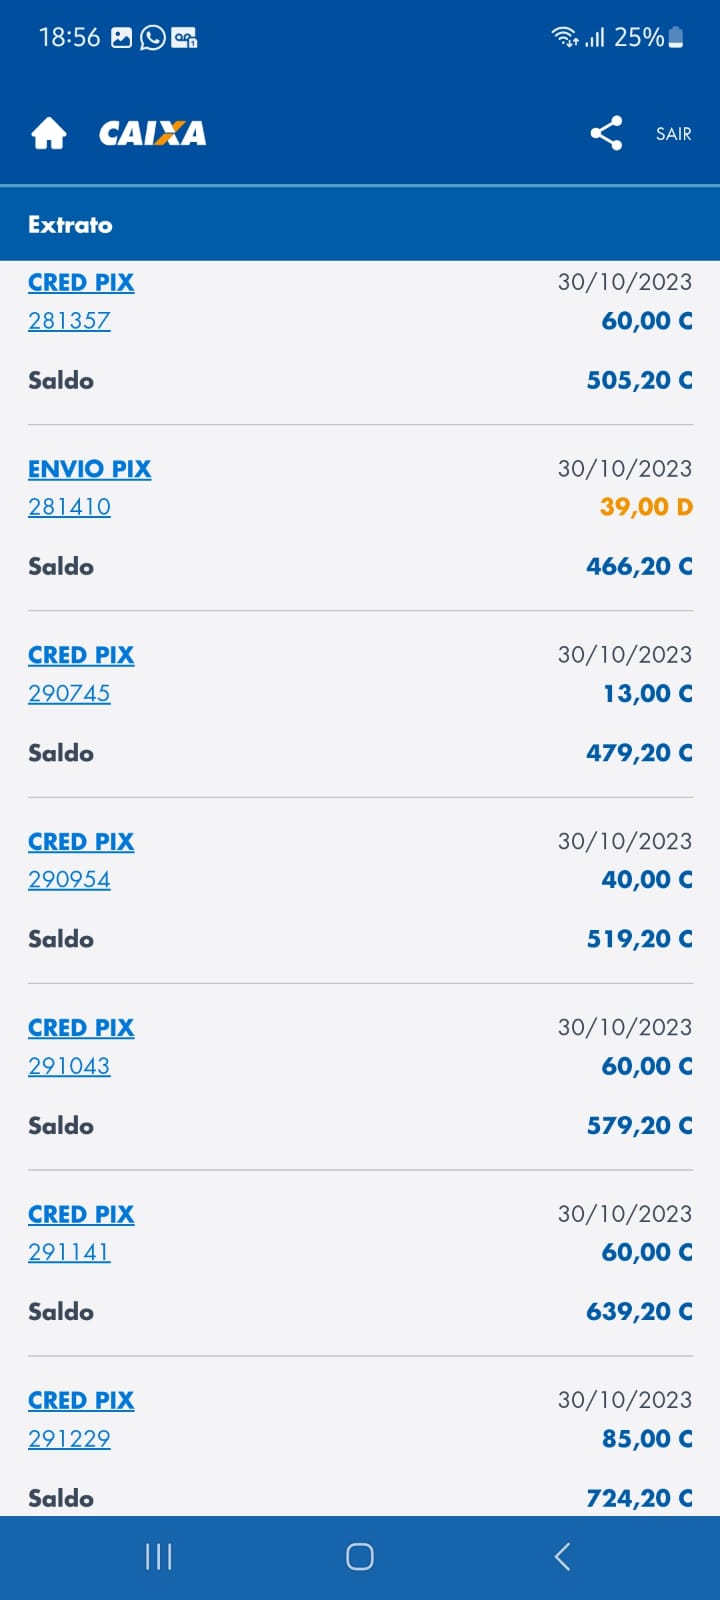 18:56 25%
CAIXA SAIR
Extrato
CRED PIX 30/10/2023
281357 60,00 C
Saldo 505,20 C
ENVIO PIX 30/10/2023
281410 39,00 D
Saldo 466,20 C
CRED PIX 30/10/2023
290745 13,00 C
Saldo 479,20 C
CRED PIX 30/10/2023
290954 40,00 C
Saldo 519,20 C
CRED PIX 30/10/2023
291043 60,00 C
Saldo 579,20 C
CRED PIX 30/10/2023
291141 60,00 C
Saldo 639,20 C
CRED PIX 30/10/2023
291229 85,00 C
Saldo 724,20 C